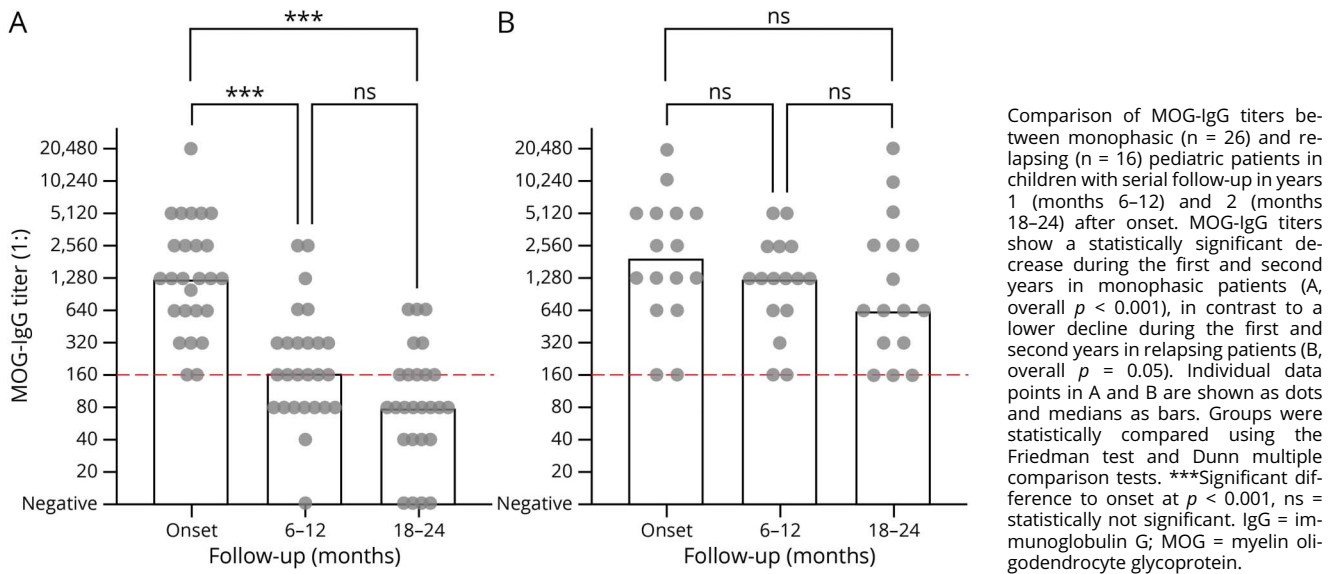 A
B
***
ns
***
ns
ns
ns
MOG-IgG titer (1:)
20,480
10,240
5,120
2,560
1,280
640
320
160
80
40
20
Negative
Onset
6–12
18–24
Follow-up (months)
20,480
10,240
5,120
2,560
1,280
640
320
160
80
40
20
Negative
Onset
6–12
18–24
Follow-up (months)
Comparison of MOG-IgG titers be-
tween monophasic (n = 26) and re-
lapsing (n = 16) pediatric patients in
children with serial follow-up in years
1 (months 6–12) and 2 (months
18–24) after onset. MOG-IgG titers
show a statistically significant de-
crease during the first and second
years in monophasic patients (A,
overall p < 0.001), in contrast to a
lower decline during the first and
second years in relapsing patients (B,
overall p = 0.05). Individual data
points in A and B are shown as dots
and medians as bars. Groups were
statistically compared using the
Friedman test and Dunn multiple
comparison tests. ***Significant dif-
ference to onset at p < 0.001, ns =
statistically not significant. IgG = im-
munoglobulin G; MOG = myelin oli-
godendrocyte glycoprotein.